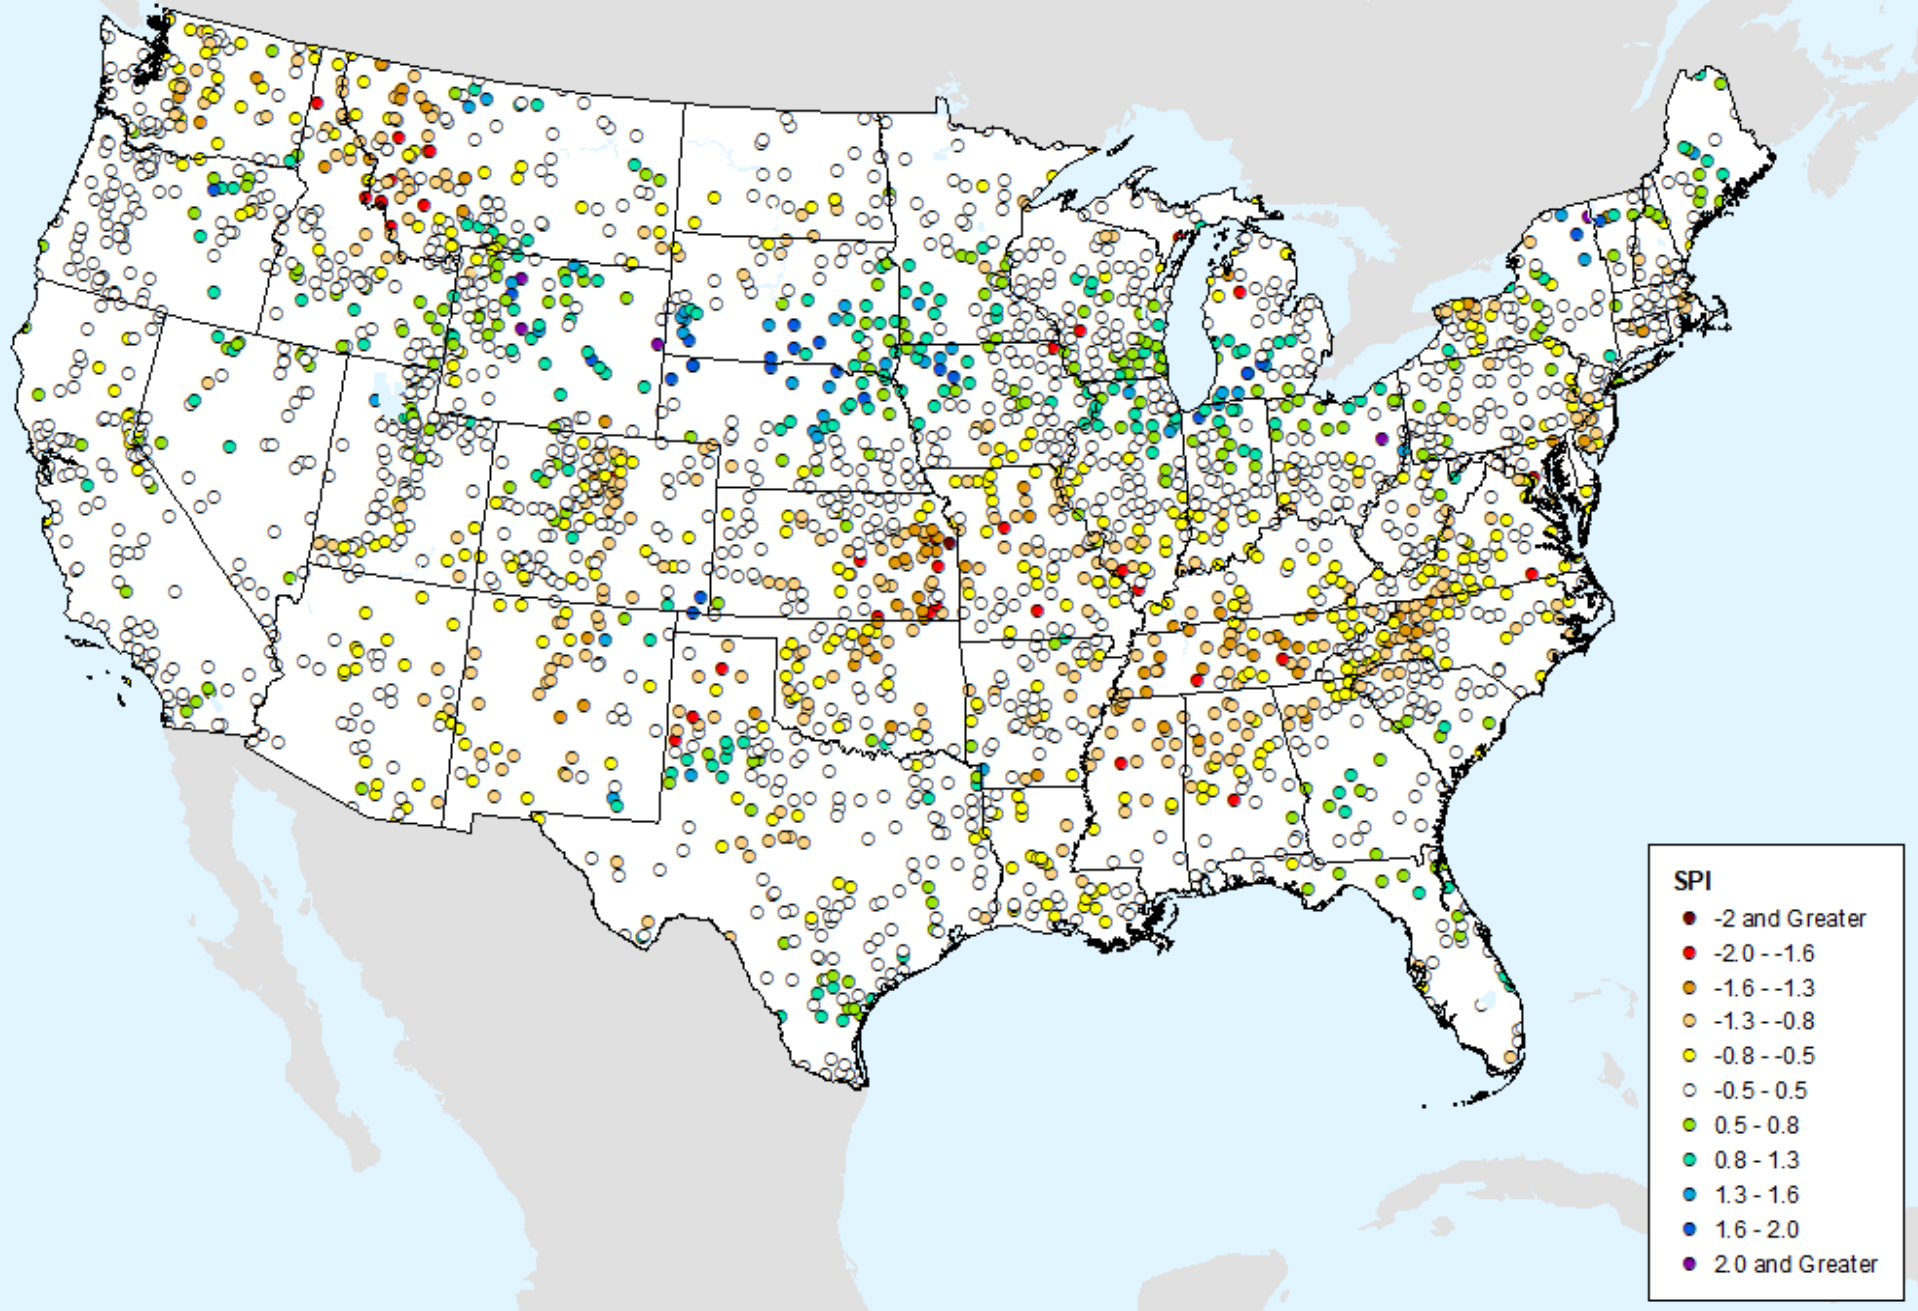 SPI
-2 and Greater
-2.0 - -1.6
-1.6 - -1.3
-1.3 - -0.8
-0.8 - -0.5
-0.5 - 0.5
0.5 - 0.8
0.8 - 1.3
1.3 - 1.6
1.6 - 2.0
2.0 and Greater